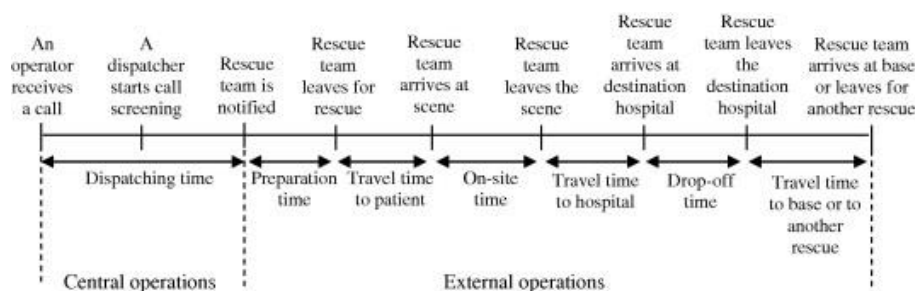 An
operator
receives
a call
A
dispatcher
starts call
screening
Rescue
team is
notified
Rescue
team
leaves for
rescue
Rescue
team
arrives at
scene
Rescue
team
leaves
the scene
Rescue
team
arrives at
destination
hospital
Rescue
team leaves
the
destination
hospital
Rescue team
arrives at base
or leaves for
another rescue
Dispatching time
Preparation
time
Travel time
to patient
On-site
time
Travel time
to hospital
Drop-off
time
Travel time
to base or to
another
rescue
Central operations
External operations